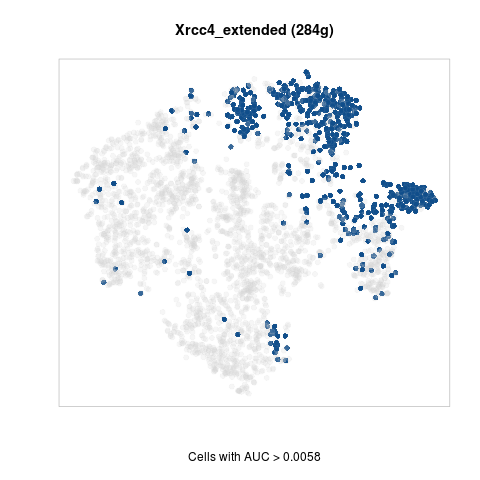 Xrcc4_extended (284g)
Cells with AUC > 0.0058